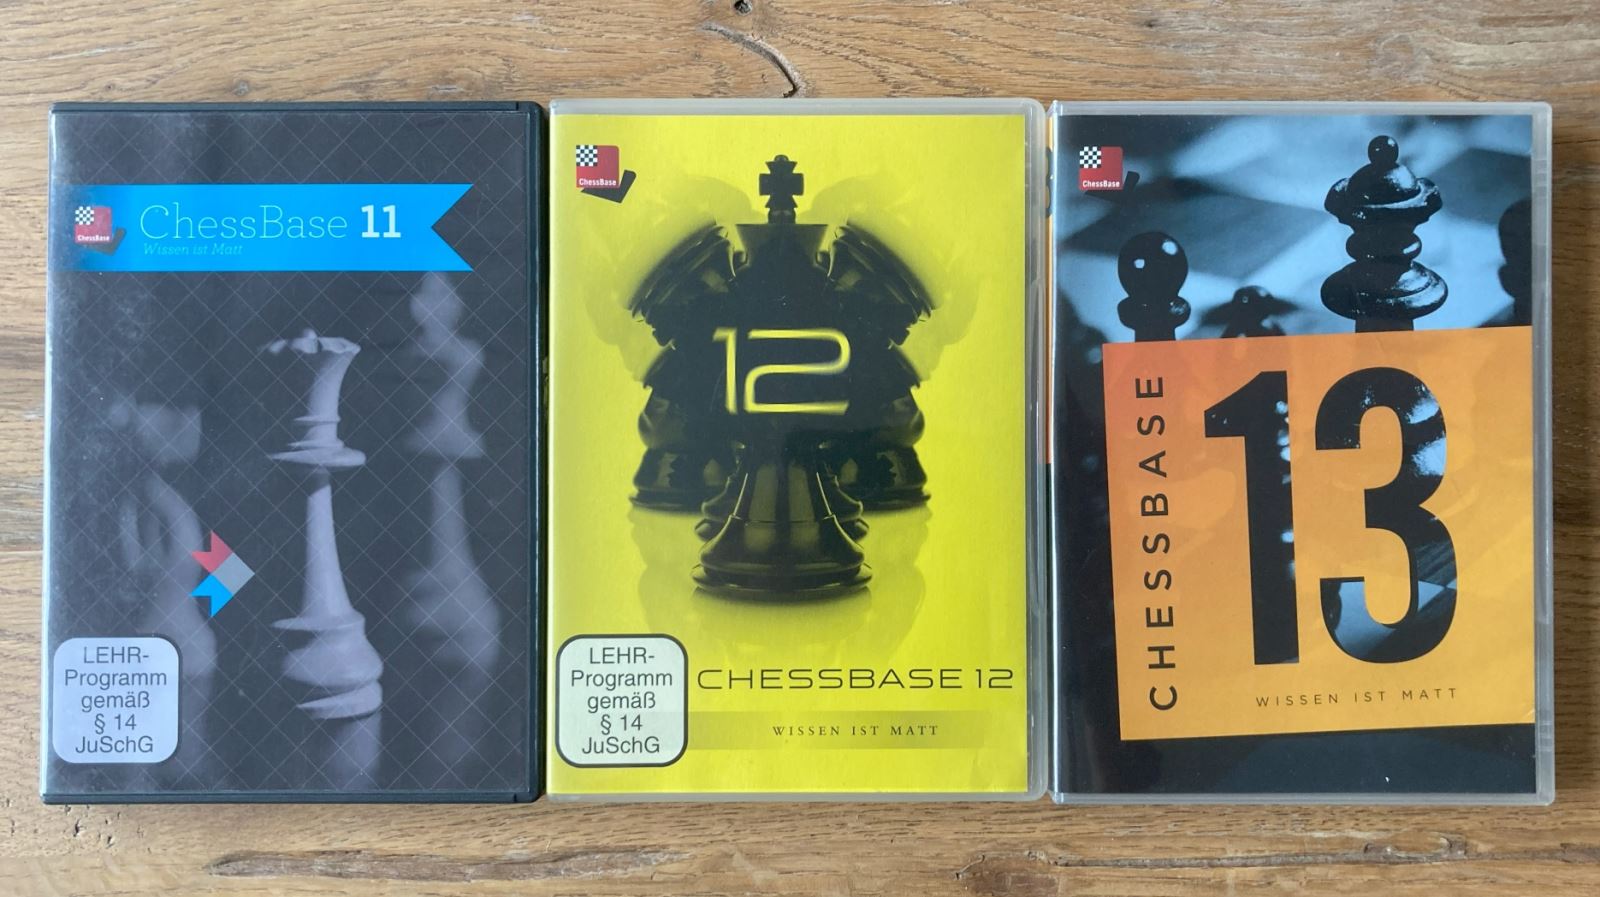 ChessBase
ChessBase 11
Wissen ist Matt
LEHR-
Programm
gemäß
§ 14
JuSchG
ChessBase
12
LEHR-
Programm
gemäß
§ 14
JuSchG
CHESSBASE 12
WISSEN IST MATT
ChessBase
CHESSBASE
13
WISSEN IST MATT